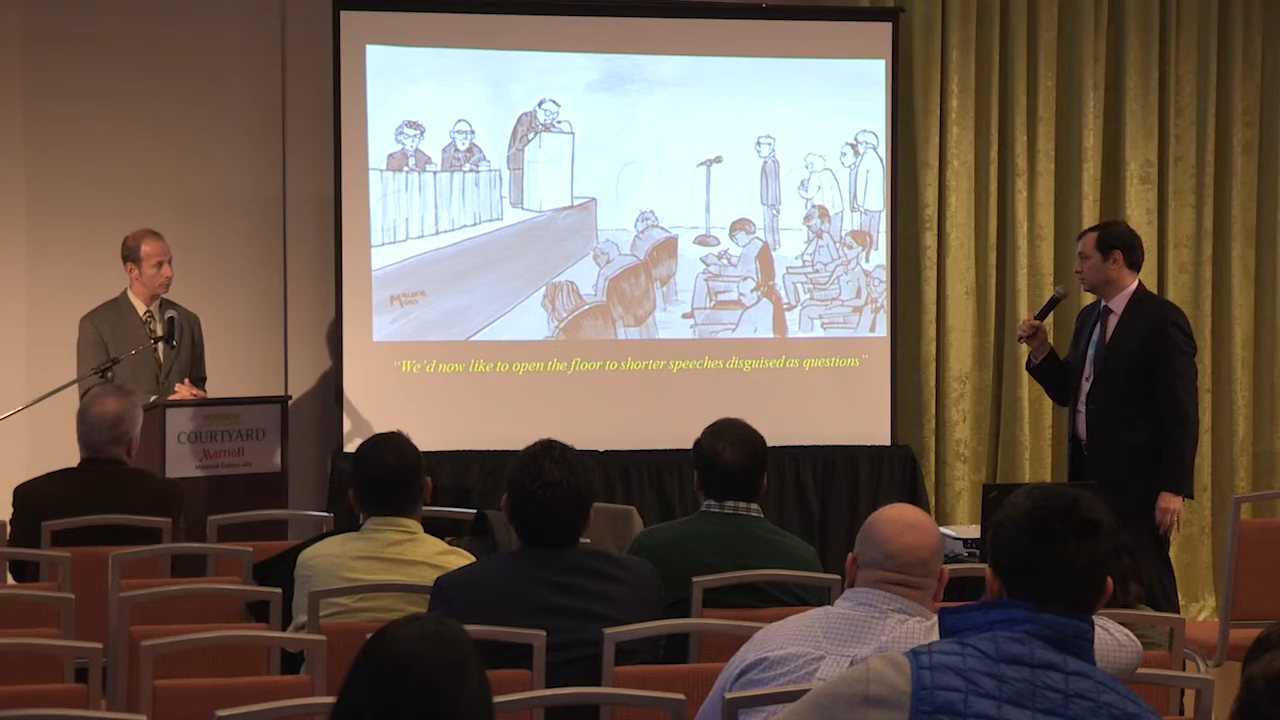 “We’d now like to open the floor to shorter speeches disguised as questions”
COURTYARD
Marriott